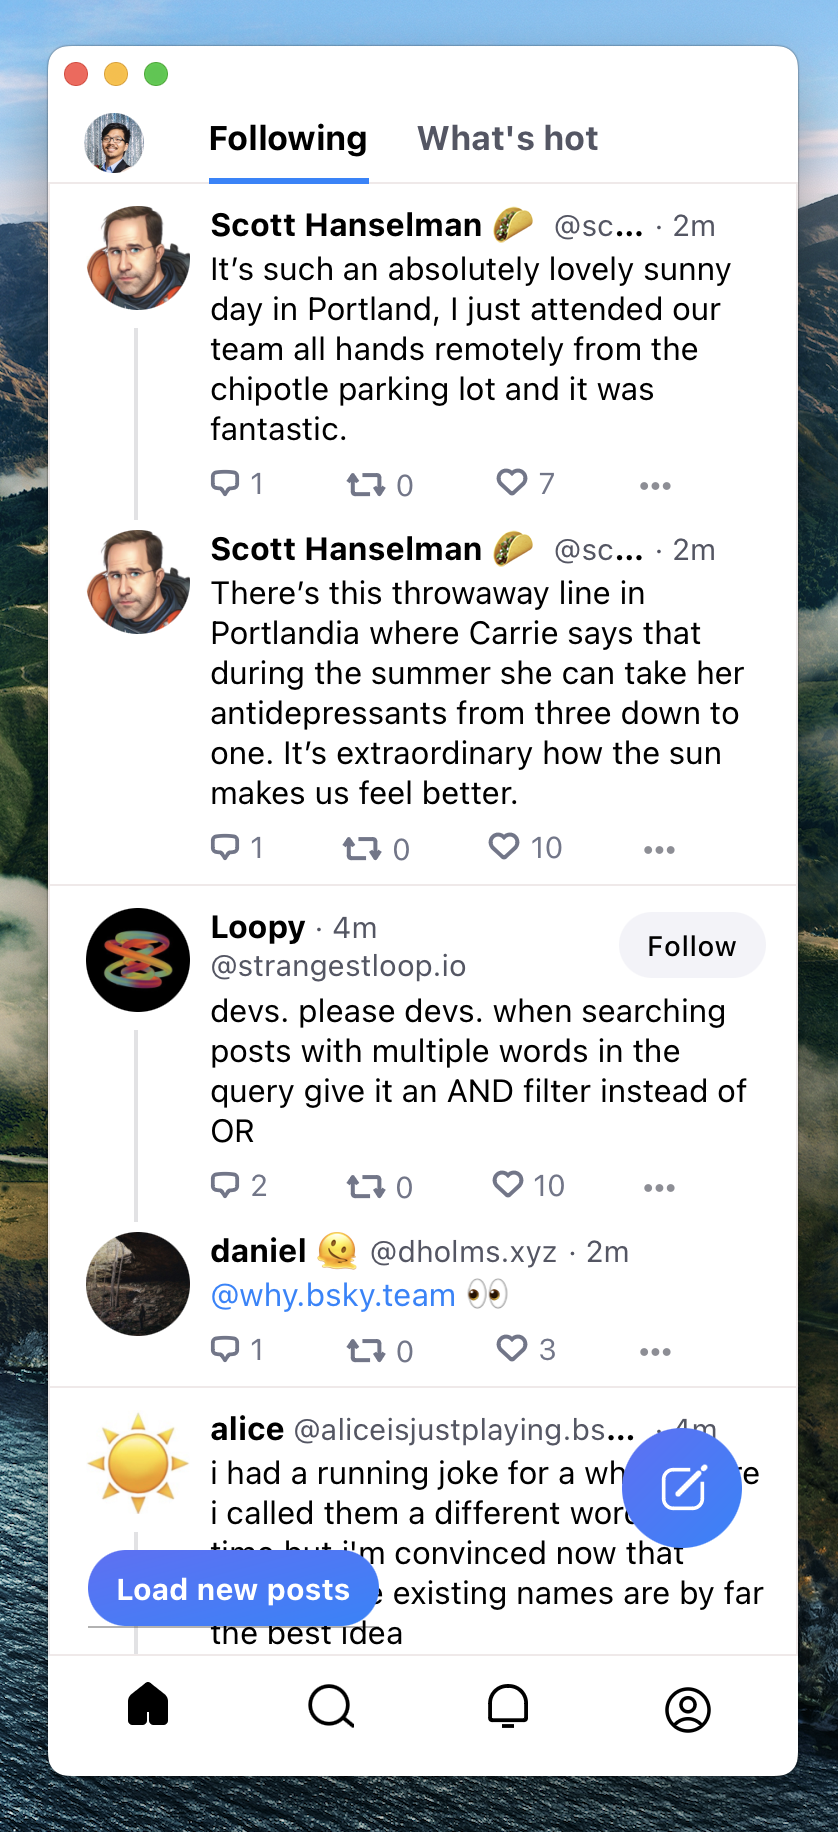 Following What's hot
Scott Hanselman 🌮 @sc... · 2m
It’s such an absolutely lovely sunny
day in Portland, I just attended our
team all hands remotely from the
chipotle parking lot and it was
fantastic.
1 0 7
Scott Hanselman 🌮 @sc... · 2m
There’s this throwaway line in
Portlandia where Carrie says that
during the summer she can take her
antidepressants from three down to
one. It’s extraordinary how the sun
makes us feel better.
1 0 10
Loopy · 4m
@strangestloop.io
Follow
devs. please devs. when searching
posts with multiple words in the
query give it an AND filter instead of
OR
2 0 10
daniel 🫠 @dholms.xyz · 2m
@why.bsky.team 👀
1 0 3
alice @aliceisjustplaying.bs... · 4m
i had a running joke for a
i called them a different
time but i'm convinced now that
existing names are by far
the best idea
Load new posts